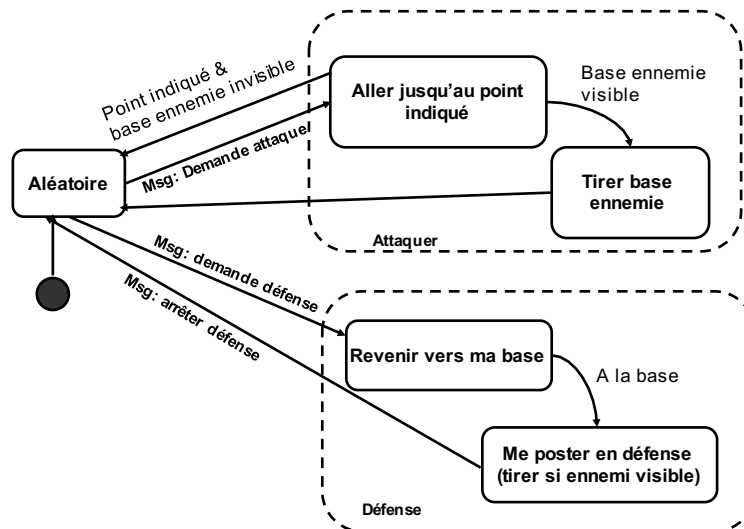 Point indiqué &
base ennemie invisible
Aller jusqu'au point
indiqué
Base ennemie
visible
Msg: Demande attaque
Aléatoire
Tirer base
ennemie
Attaquer
Msg: demande défense
Msg: arrêter défense
Revenir vers ma base
A la base
Me poster en défense
(tirer si ennemi visible)
Défense